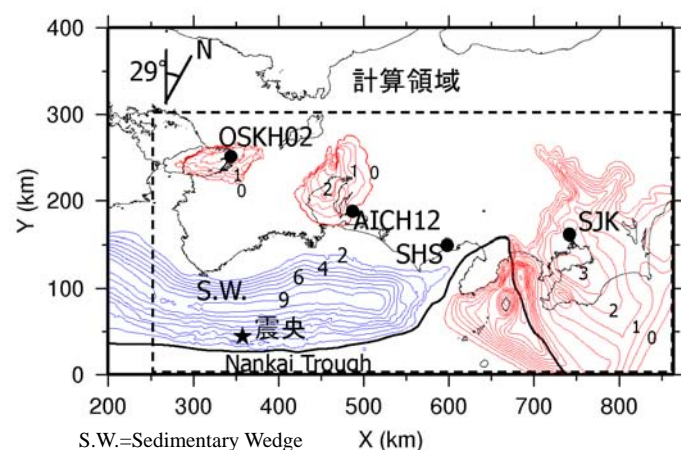 400
300
200
100
0
Y (km)
29°
N
計算領域
OSKH02
1
0
2
1
0
AICH12
SHS
SJK
3
2
1
0
2
4
6
9
S.W.
震央
Nankai Trough
200 300 400 500 600 700 800
S.W.=Sedimentary Wedge
X (km)